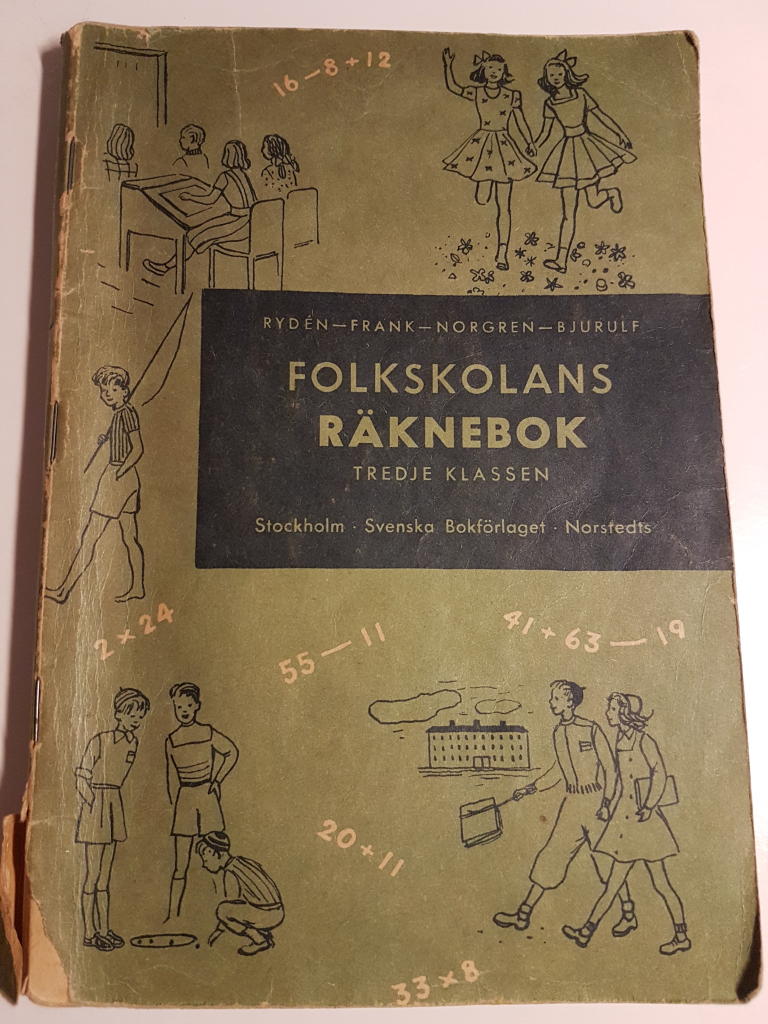 16-8+12
RYDÉN—FRANK—NORGREN—BJURULF
FOLKSKOLANS
RÄKNEBOK
TREDJE KLASSEN
Stockholm · Svenska Bokförlaget · Norstedts
2×24
55-11
41+63-19
20+11
33×8